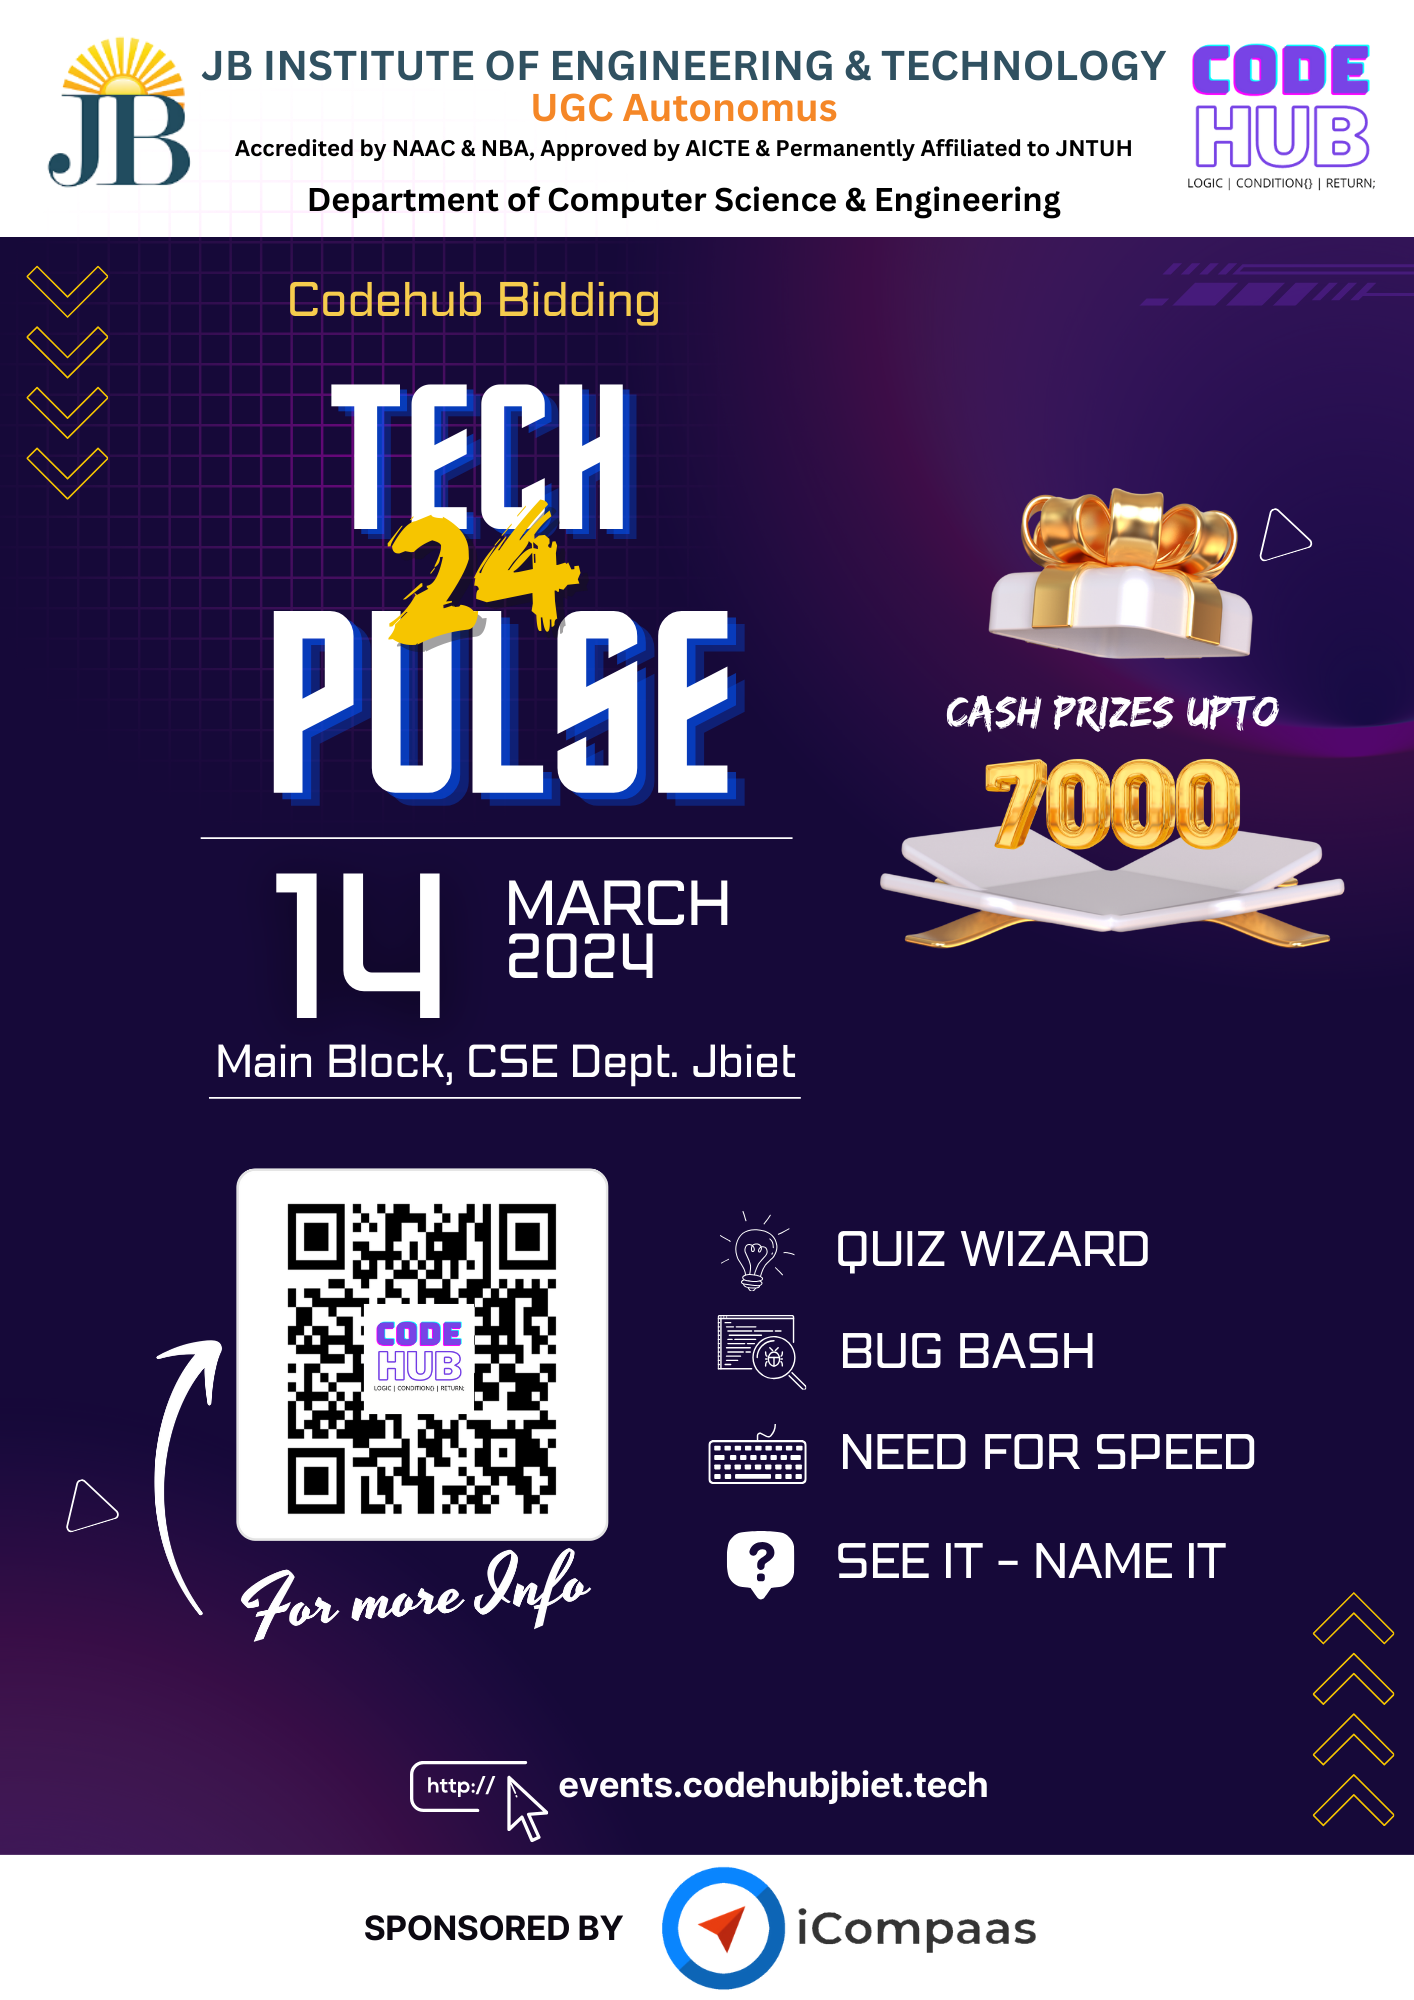 JB INSTITUTE OF ENGINEERING & TECHNOLOGY
UGC Autonomus
Accredited by NAAC & NBA, Approved by AICTE & Permanently Affiliated to JNTUH
Department of Computer Science & Engineering
JB
CODE
HUB
LOGIC | CONDITION{} | RETURN;
Codehub Bidding
TECH
24
PULSE
CASH PRIZES UPTO
7000
14
MARCH
2024
Main Block, CSE Dept. Jbiet
CODE
HUB
LOGIC | CONDITION{} | RETURN;
For more Info
QUIZ WIZARD
BUG BASH
NEED FOR SPEED
? SEE IT - NAME IT
http:// events.codehubjbiet.tech
SPONSORED BY iCompaas